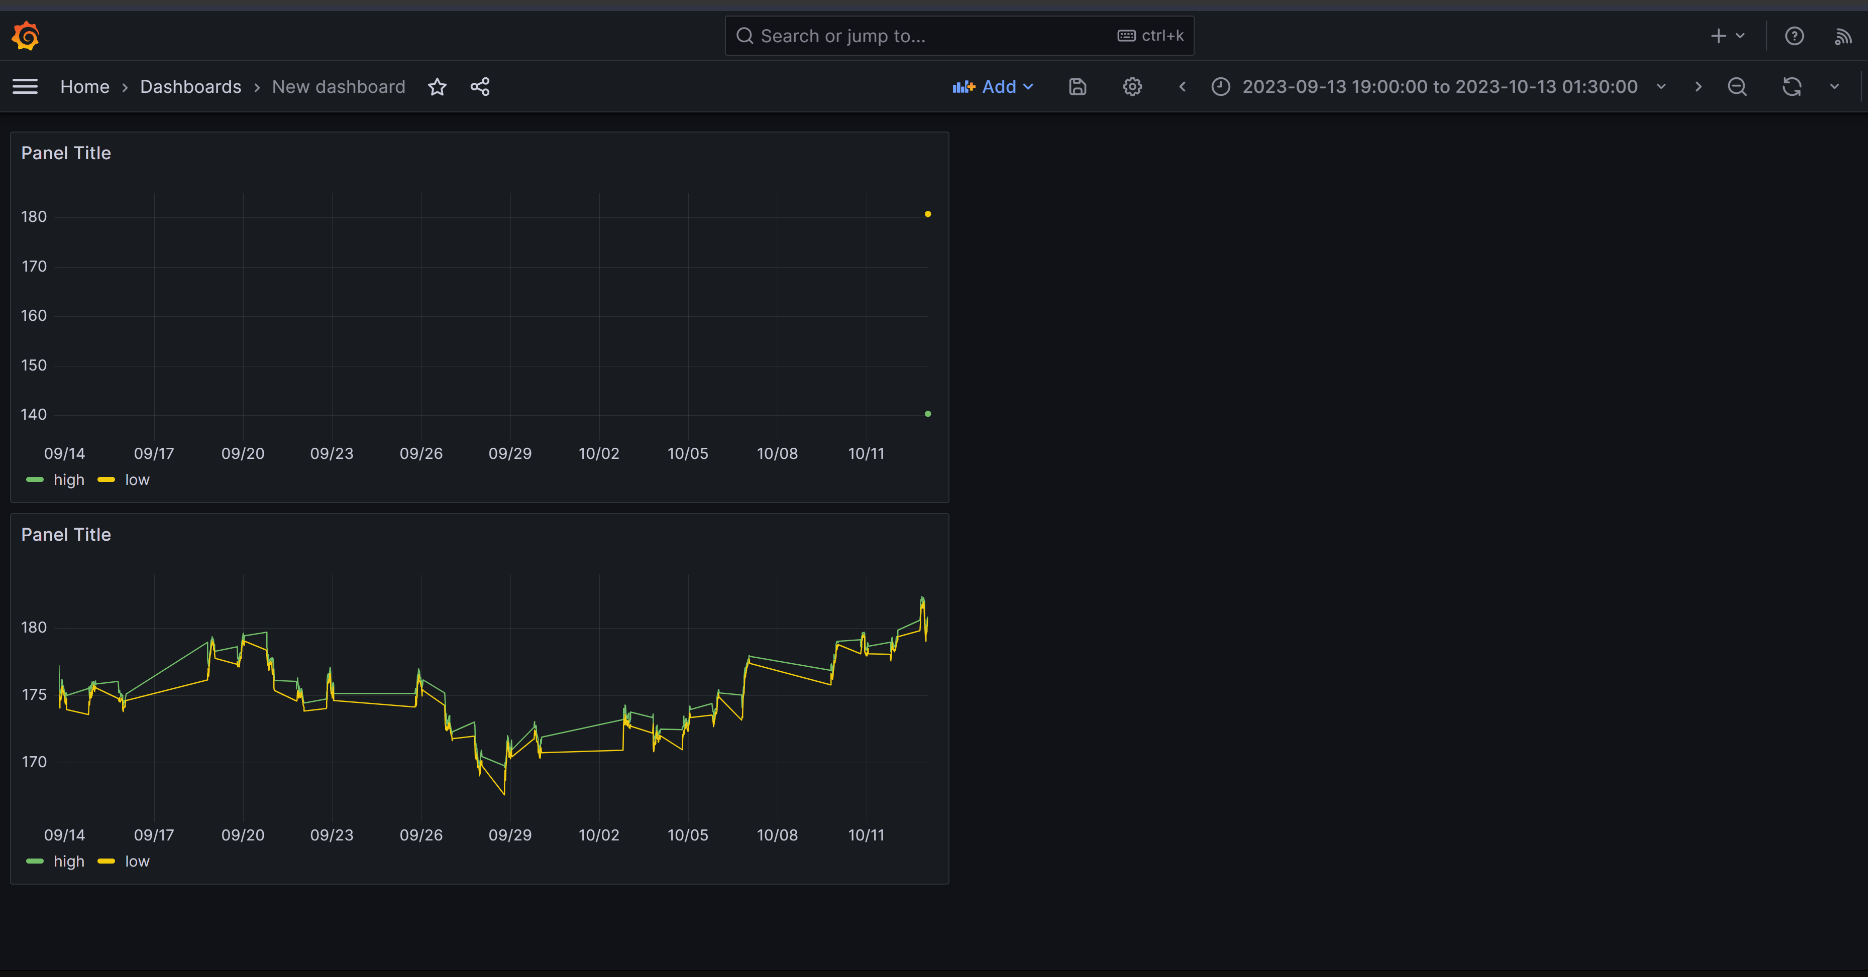 Search or jump to... ctrl+k
Home > Dashboards > New dashboard Add 2023-09-13 19:00:00 to 2023-10-13 01:30:00
Panel Title
180
170
160
150
140
09/14 09/17 09/20 09/23 09/26 09/29 10/02 10/05 10/08 10/11
high low
Panel Title
180
175
170
09/14 09/17 09/20 09/23 09/26 09/29 10/02 10/05 10/08 10/11
high low